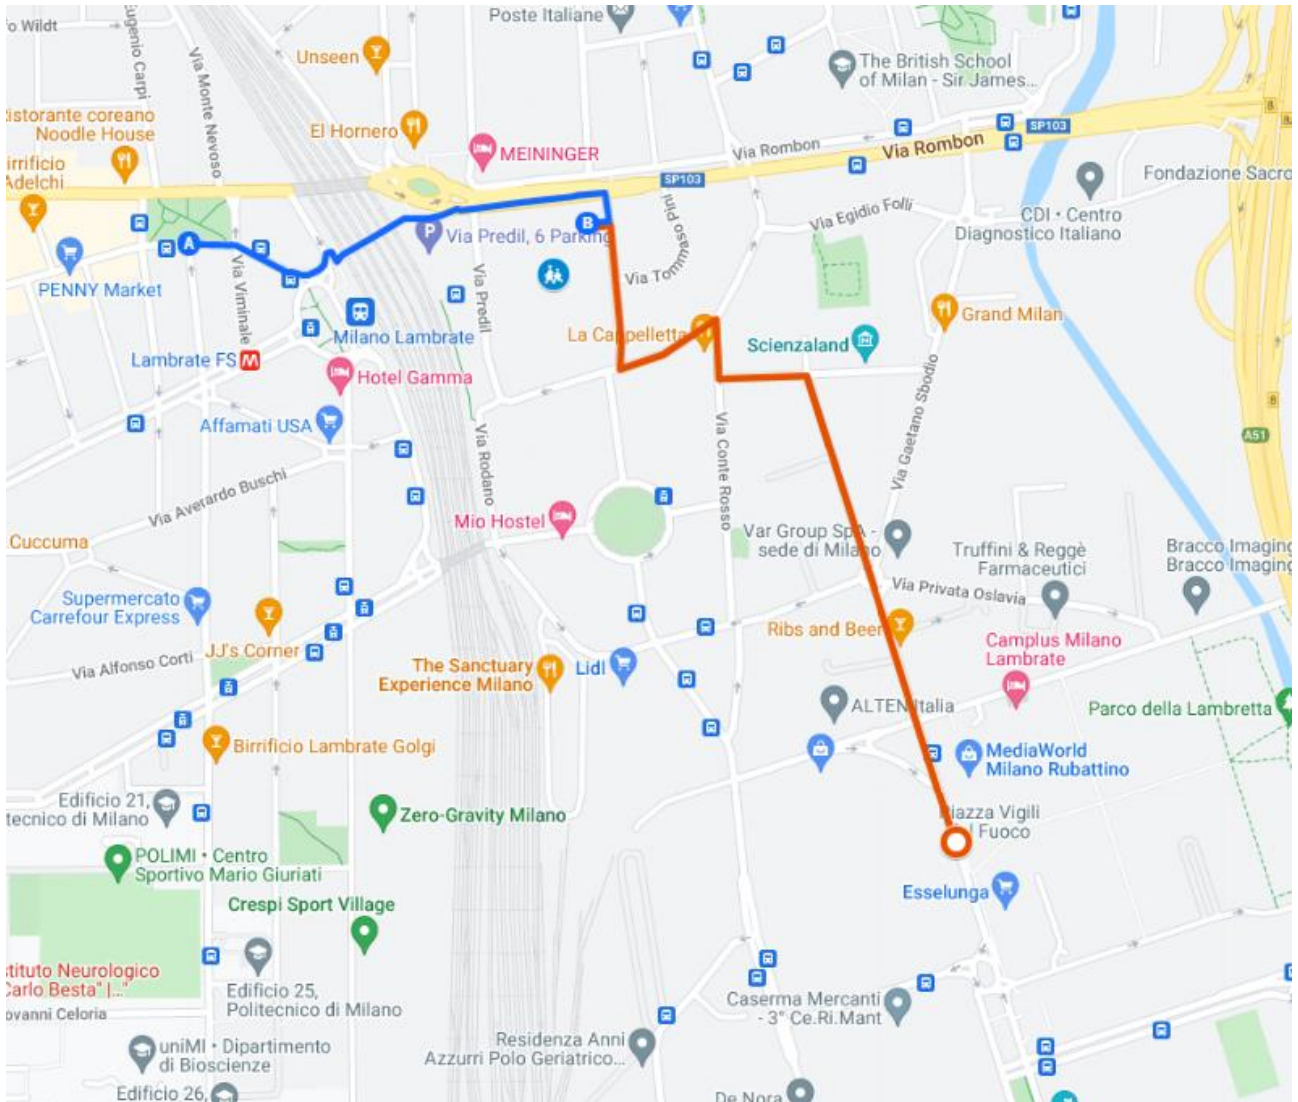 o Wildt
Eugenio Carpi
Via Monte Nevoso
Poste Italiane
Unseen
The British School
of Milan - Sir James...
istorante coreano
Noodle House
El Hornero
SP103
8
MEININGER
Via Rombon
Via Rombon
irrificio
Adelchi
SP103
Fondazione Sacro
CDI • Centro
Diagnostico Italiano
Via Egidio Folli
maso Pini
A
B
P
Via Predil, 6 Parking
PENNY Market
Via Viminale
Via Predil
Via Tommaso
Milano Lambrate
La Cappelletta
Grand Milan
Scienzaland
Lambrate FS
M
Hotel Gamma
Via Gaetano Sbodio
8
Affamati USA
A51
Via Rodano
Via Conte Rosso
Via Averardo Buschi
Mio Hostel
Var Group SpA -
sede di Milano
Cuccuma
Truffini & Reggè
Farmaceutici
Bracco Imaging
Bracco Imaging
Via Privata Oslavia
Supermercato
Carrefour Express
Ribs and Beer
Camplus Milano
Lambrate
JJ's Corner
Via Alfonso Corti
The Sanctuary
Experience Milano
Lidl
ALTEN Italia
Parco della Lambretta
Birrificio Lambrate Golgi
MediaWorld
Milano Rubattino
Edificio 21,
tecnico di Milano
Zero-Gravity Milano
Piazza Vigili
l Fuoco
POLIMI • Centro
Sportivo Mario Giuriati
Esselunga
Crespi Sport Village
stituto Neurologico
Carlo Besta" |..."
Edificio 25,
Politecnico di Milano
ovanni Celoria
Caserma Mercanti
- 3° Ce.Ri.Mant
Residenza Anni
Azzurri Polo Geriatrico...
uniMI • Dipartimento
di Bioscienze
Edificio 26,
De Nora